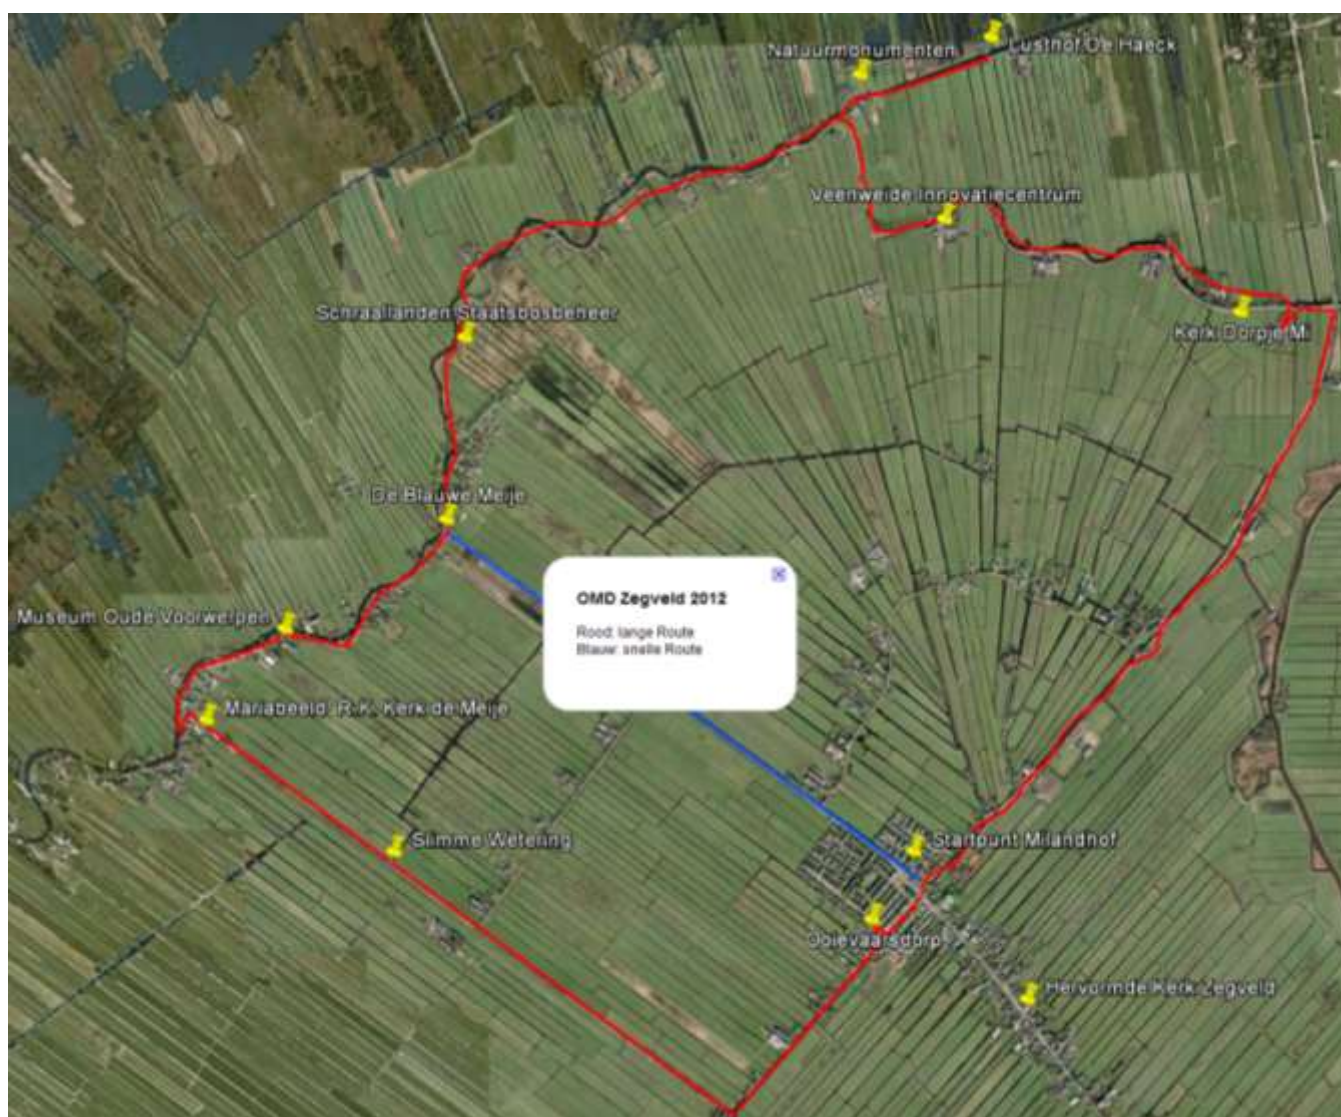 Natuurmonumenten
Lusthof De Haeck
Veenweide Innovatiecentrum
Schraallanden Staatsbosbeheer
Kerk Dorpje Mi
De Blauwe Meije
OMD Zegveld 2012
Rood: lange Route
Blauw: snelle Route
Museum Oude Voorwerpen
Mariabeeld/ R.K. Kerk de Meije
Slimme Wetering
Startpunt Milandhof
Ooievaarsdorp
Hervormde Kerk Zegveld